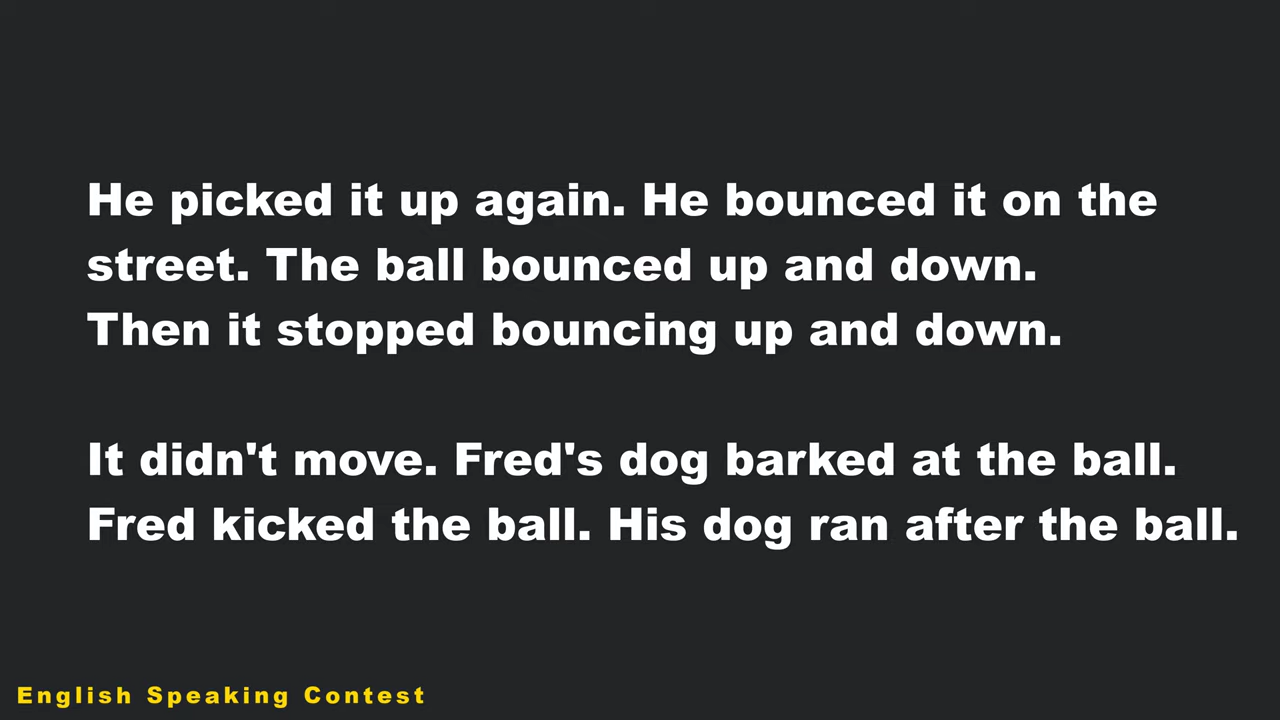 He picked it up again. He bounced it on the
street. The ball bounced up and down.
Then it stopped bouncing up and down.
It didn't move. Fred's dog barked at the ball.
Fred kicked the ball. His dog ran after the ball.
English Speaking Contest